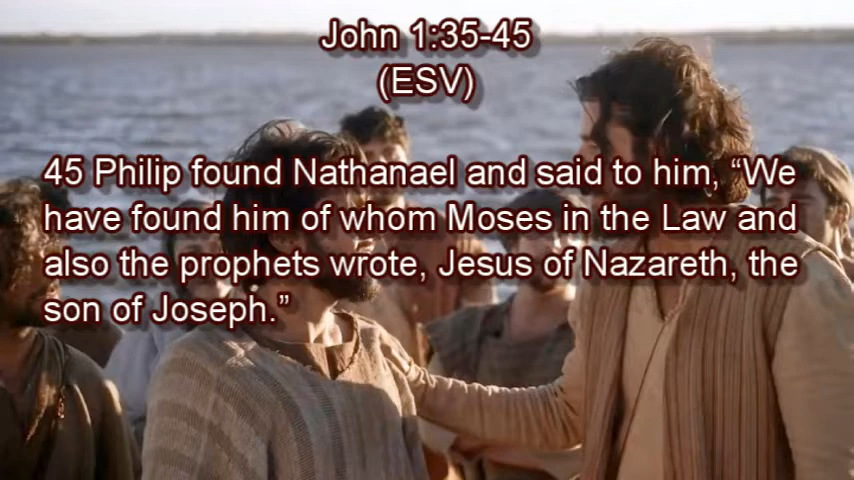 John 1:35-45
(ESV)
45 Philip found Nathanael and said to him, “We
have found him of whom Moses in the Law and
also the prophets wrote, Jesus of Nazareth, the
son of Joseph.”